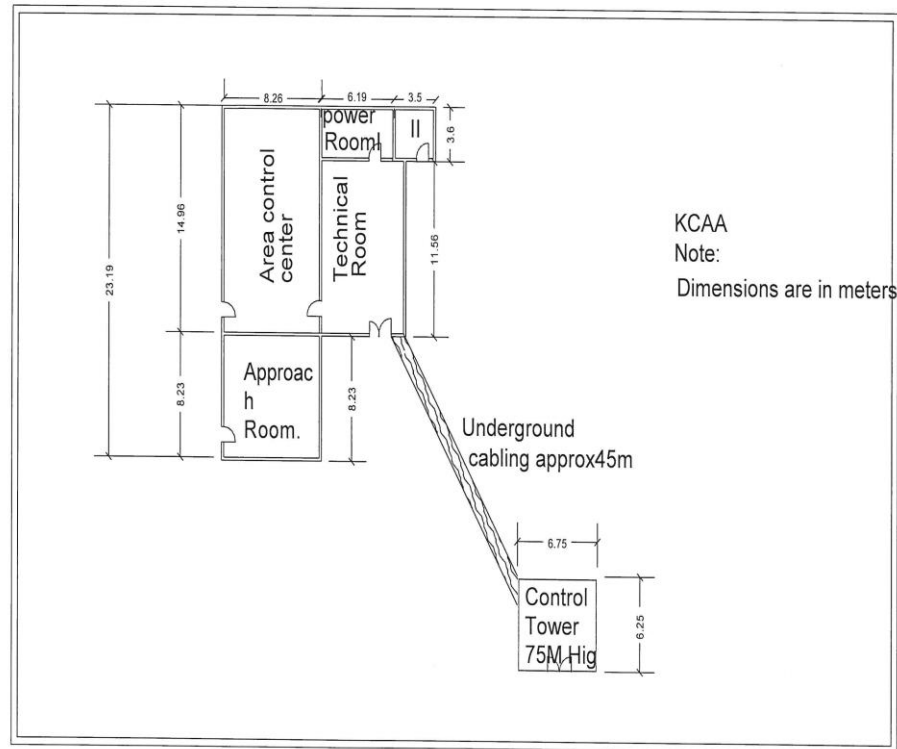 8.26
6.19
3.5
power
RoomI
II
3.6
14.96
23.19
Area control
center
Technical
Room
11.56
KCAA
Note:
Dimensions are in meters
8.23
Approac
h
Room.
8.23
Underground
cabling approx45m
6.75
Control
Tower
75M Hig
6.25